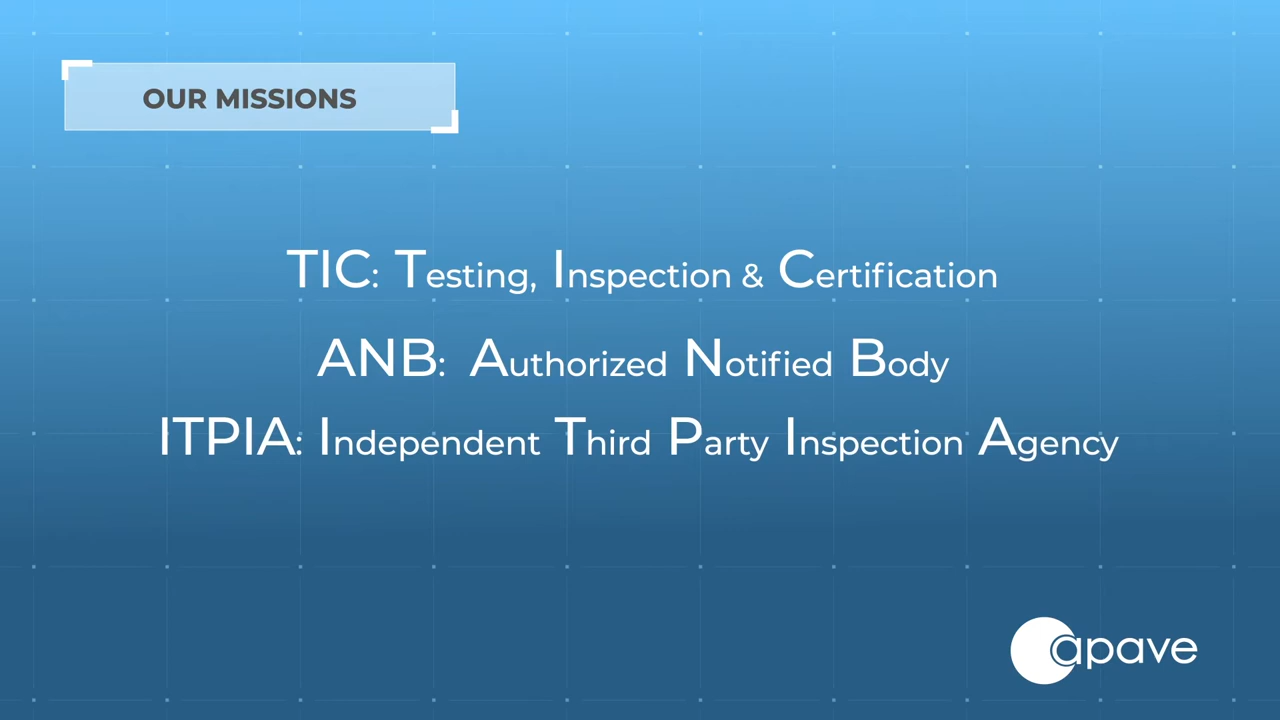 OUR MISSIONS
TIC: Testing, Inspection & Certification
ANB: Authorized Notified Body
ITPIA: Independent Third Party Inspection Agency
apave